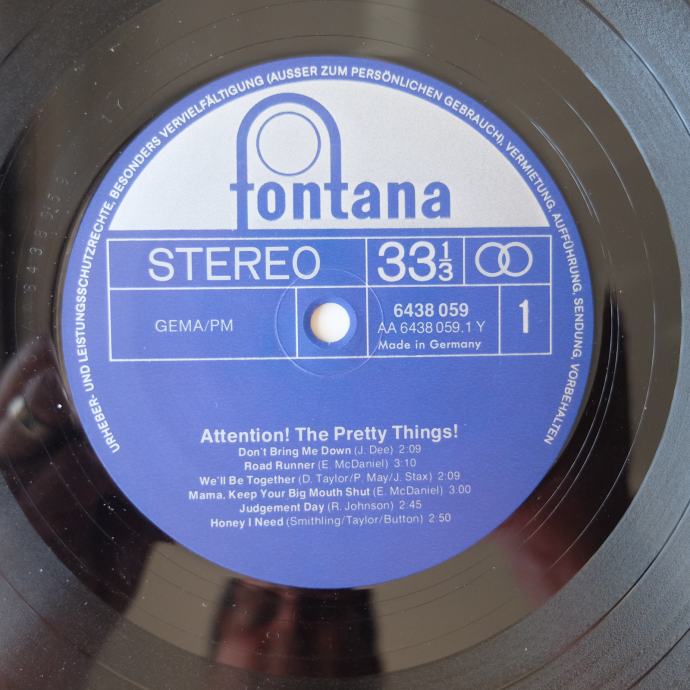 URHEBER- UND LEISTUNGSSCHUTZRECHTE, BESONDERS VERVIELFÄLTIGUNG (AUSSER ZUM PERSÖNLICHEN GEBRAUCH), VERMIETUNG, AUFFÜHRUNG, SENDUNG, VORBEHALTEN
fontana
STEREO 33 1/3
GEMA/PM
6438 059
AA 6438 059.1 Y
Made in Germany
1
Attention! The Pretty Things!
Don't Bring Me Down (J. Dee) 2:09
Road Runner (E. McDaniel) 3:10
We'll Be Together (D. Taylor/P. May/J. Stax) 2:09
Mama, Keep Your Big Mouth Shut (E. McDaniel) 3:00
Judgement Day (R. Johnson) 2:45
Honey I Need (Smithling/Taylor/Button) 2:50